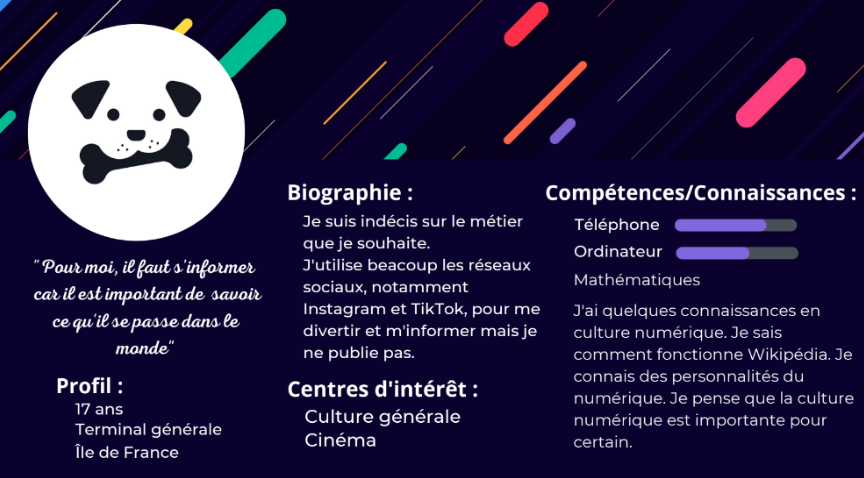 "Pour moi, il faut s'informer
car il est important de savoir
ce qu'il se passe dans le
monde"
Profil :
17 ans
Terminal générale
Île de France
Biographie :
Je suis indécis sur le métier
que je souhaite.
J'utilise beacoup les réseaux
sociaux, notamment
Instagram et TikTok, pour me
divertir et m'informer mais je
ne publie pas.
Centres d'intérêt :
Culture générale
Cinéma
Compétences/Connaissances :
Téléphone
Ordinateur
Mathématiques
J'ai quelques connaissances en
culture numérique. Je sais
comment fonctionne Wikipédia. Je
connais des personnalités du
numérique. Je pense que la culture
numérique est importante pour
certain.